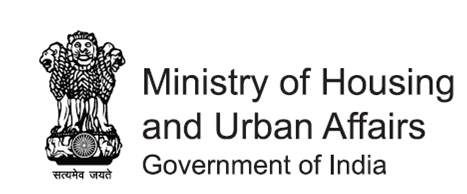 Ministry of Housing
and Urban Affairs
Government of India
सत्यमेव जयते